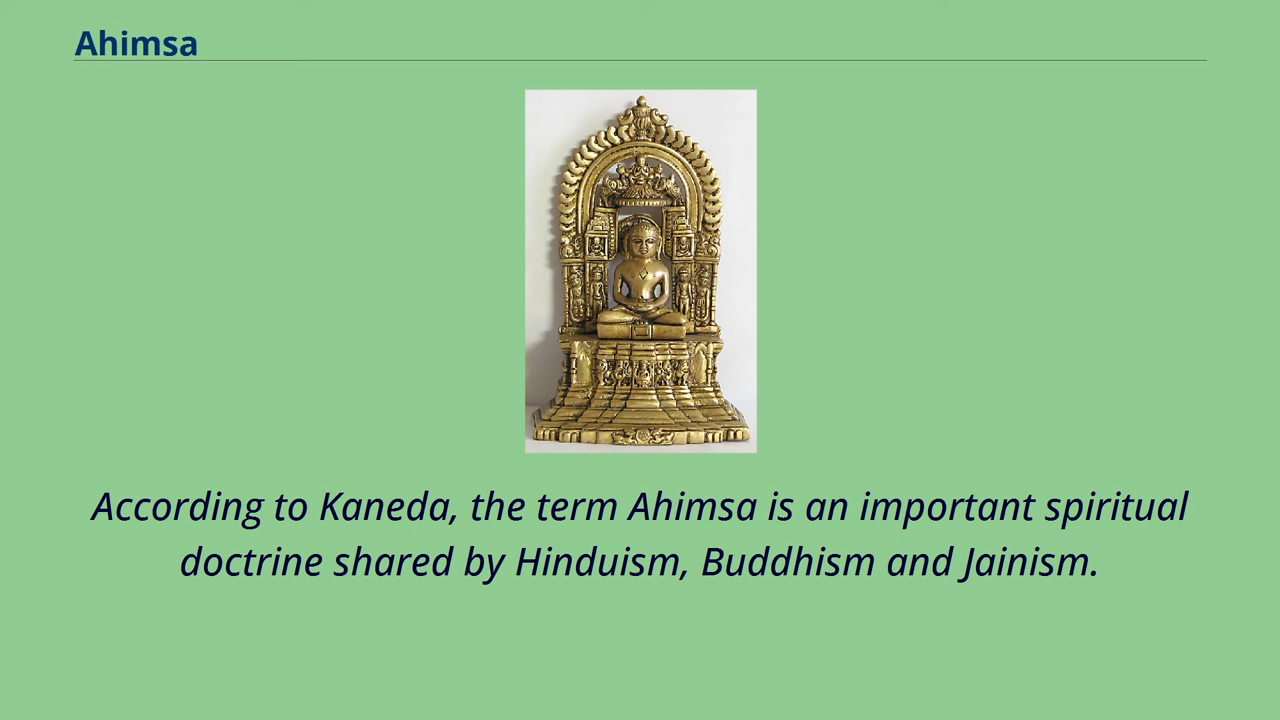 Ahimsa
According to Kaneda, the term Ahimsa is an important spiritual
doctrine shared by Hinduism, Buddhism and Jainism.